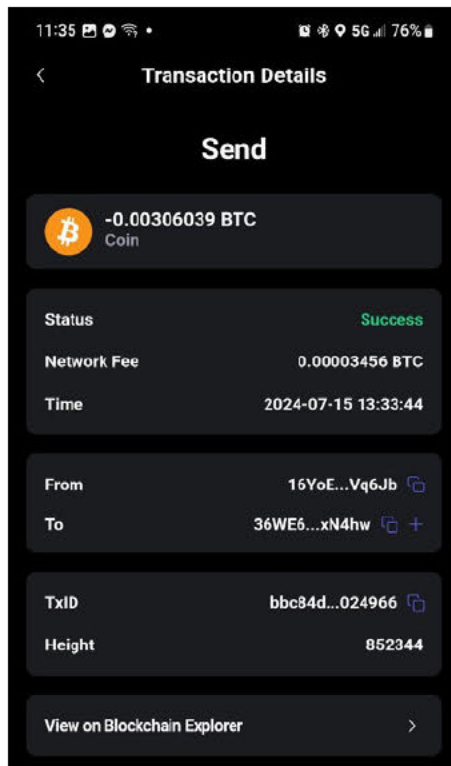 11:35 5G 76%
Transaction Details
Send
-0.00306039 BTC
Coin
Status Success
Network Fee 0.00003456 BTC
Time 2024-07-15 13:33:44
From 16YoE...Vq6Jb
To 36WE6...xN4hw
TxID bbc84d...024966
Height 852344
View on Blockchain Explorer